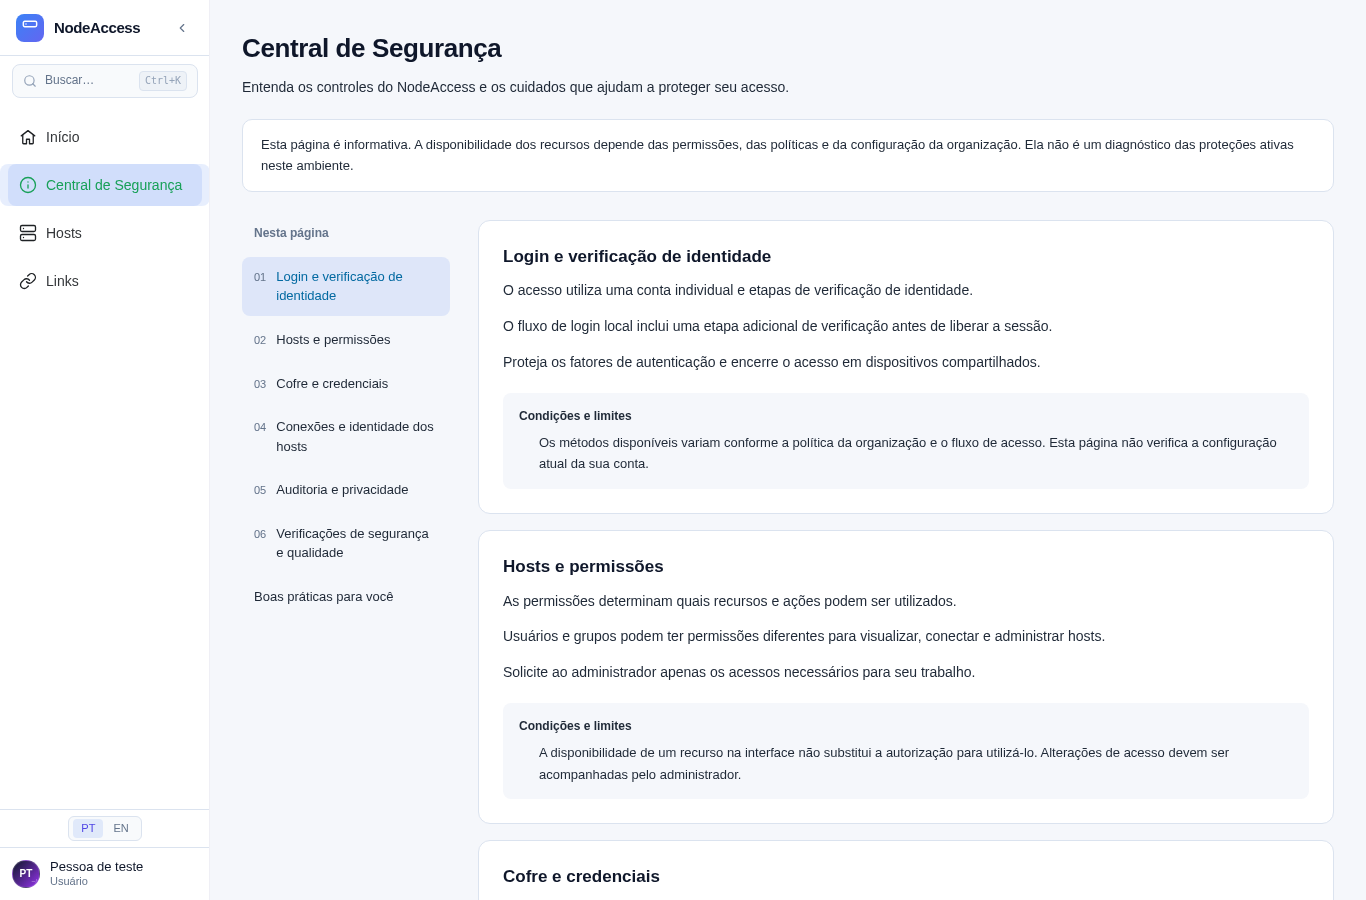 NodeAccess
Buscar…
Ctrl+K
Início
Central de Segurança
Hosts
Links
PT
EN
PT
Pessoa de teste
Usuário
Central de Segurança
Entenda os controles do NodeAccess e os cuidados que ajudam a proteger seu acesso.
Esta página é informativa. A disponibilidade dos recursos depende das permissões, das políticas e da configuração da organização. Ela não é um diagnóstico das proteções ativas
neste ambiente.
Nesta página
01 Login e verificação de
identidade
02 Hosts e permissões
03 Cofre e credenciais
04 Conexões e identidade dos
hosts
05 Auditoria e privacidade
06 Verificações de segurança
e qualidade
Boas práticas para você
Login e verificação de identidade
O acesso utiliza uma conta individual e etapas de verificação de identidade.
O fluxo de login local inclui uma etapa adicional de verificação antes de liberar a sessão.
Proteja os fatores de autenticação e encerre o acesso em dispositivos compartilhados.
Condições e limites
Os métodos disponíveis variam conforme a política da organização e o fluxo de acesso. Esta página não verifica a configuração
atual da sua conta.
Hosts e permissões
As permissões determinam quais recursos e ações podem ser utilizados.
Usuários e grupos podem ter permissões diferentes para visualizar, conectar e administrar hosts.
Solicite ao administrador apenas os acessos necessários para seu trabalho.
Condições e limites
A disponibilidade de um recurso na interface não substitui a autorização para utilizá-lo. Alterações de acesso devem ser
acompanhadas pelo administrador.
Cofre e credenciais